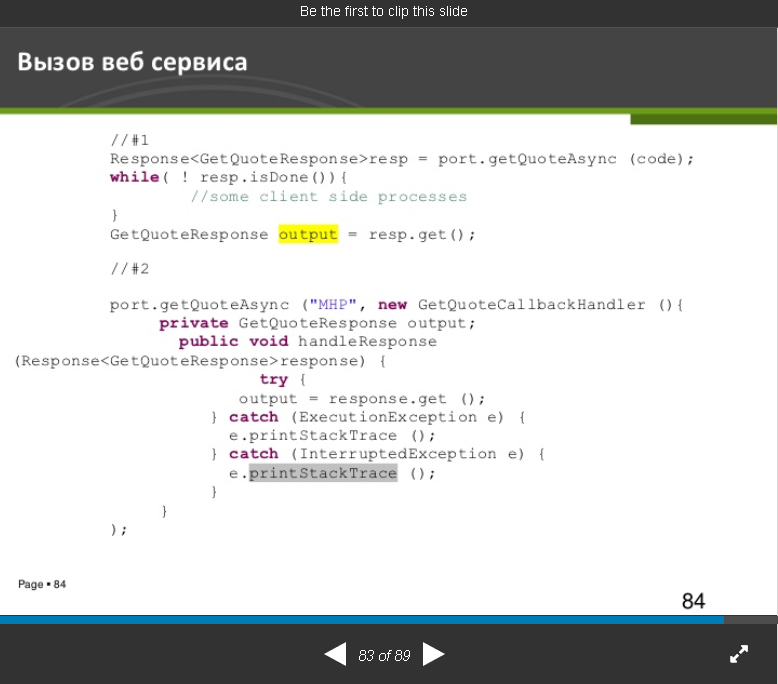 Be the first to clip this slide
Вызов веб сервиса
//#1
Response<GetQuoteResponse>resp = port.getQuoteAsync (code);
while( ! resp.isDone()){
//some client side processes
}
GetQuoteResponse output = resp.get();
//#2
port.getQuoteAsync ("MHP", new GetQuoteCallbackHandler (){
private GetQuoteResponse output;
public void handleResponse
(Response<GetQuoteResponse>response) {
try {
output = response.get ();
} catch (ExecutionException e) {
e.printStackTrace ();
} catch (InterruptedException e) {
e.printStackTrace ();
}
}
);
Page ▪ 84
84
83 of 89